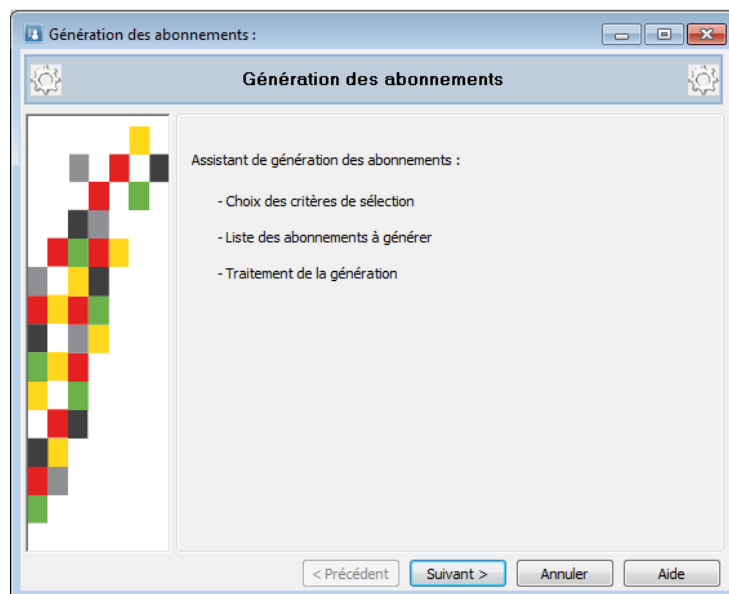 Génération des abonnements :
Génération des abonnements
Assistant de génération des abonnements :
- Choix des critères de sélection
- Liste des abonnements à générer
- Traitement de la génération
< Précédent Suivant > Annuler Aide